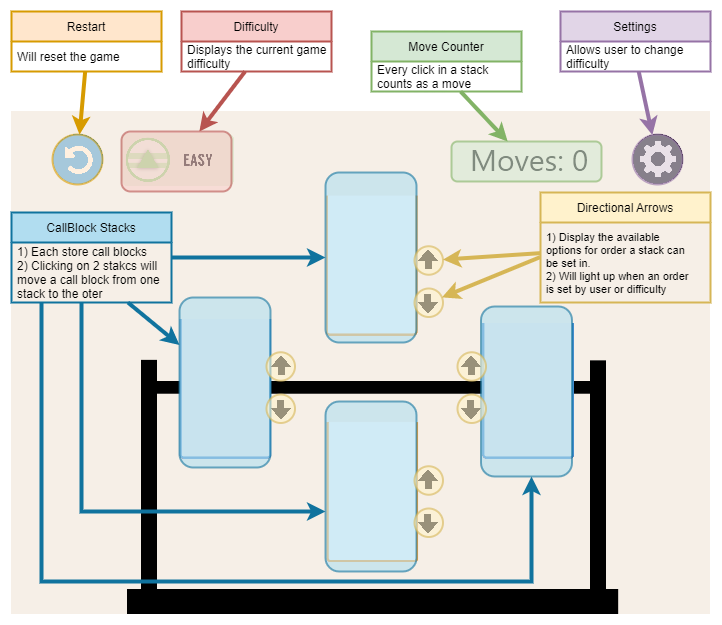 Restart
Will reset the game
Difficulty
Displays the current game
difficulty
Move Counter
Every click in a stack
counts as a move
Settings
Allows user to change
difficulty
EASY
Moves: 0
CallBlock Stacks
1) Each store call blocks
2) Clicking on 2 stakcs will
move a call block from one
stack to the oter
Directional Arrows
1) Display the available
options for order a stack can
be set in.
2) Will light up when an order
is set by user or difficulty